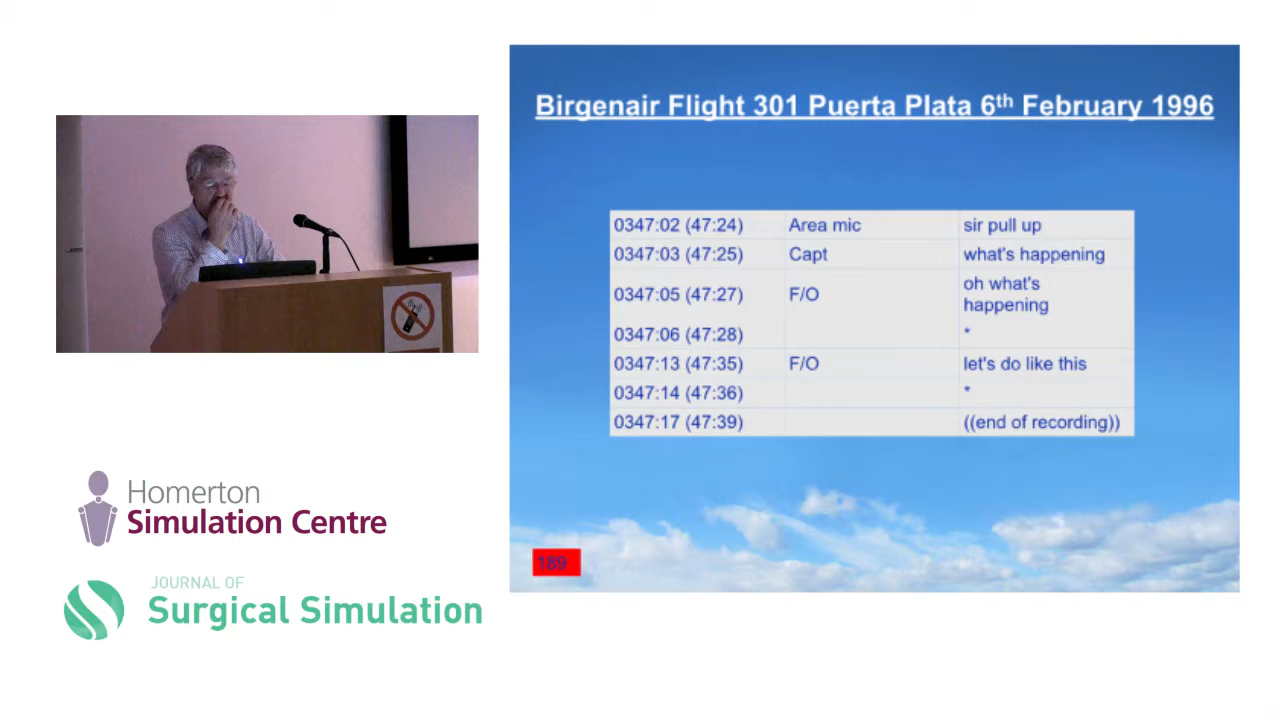 Birgenair Flight 301 Puerta Plata 6th February 1996
0347:02 (47:24) Area mic sir pull up
0347:03 (47:25) Capt what's happening
0347:05 (47:27) F/O oh what's
happening
0347:06 (47:28) *
0347:13 (47:35) F/O let's do like this
0347:14 (47:36) *
0347:17 (47:39) ((end of recording))
189
Homerton
Simulation Centre
JOURNAL OF
Surgical Simulation